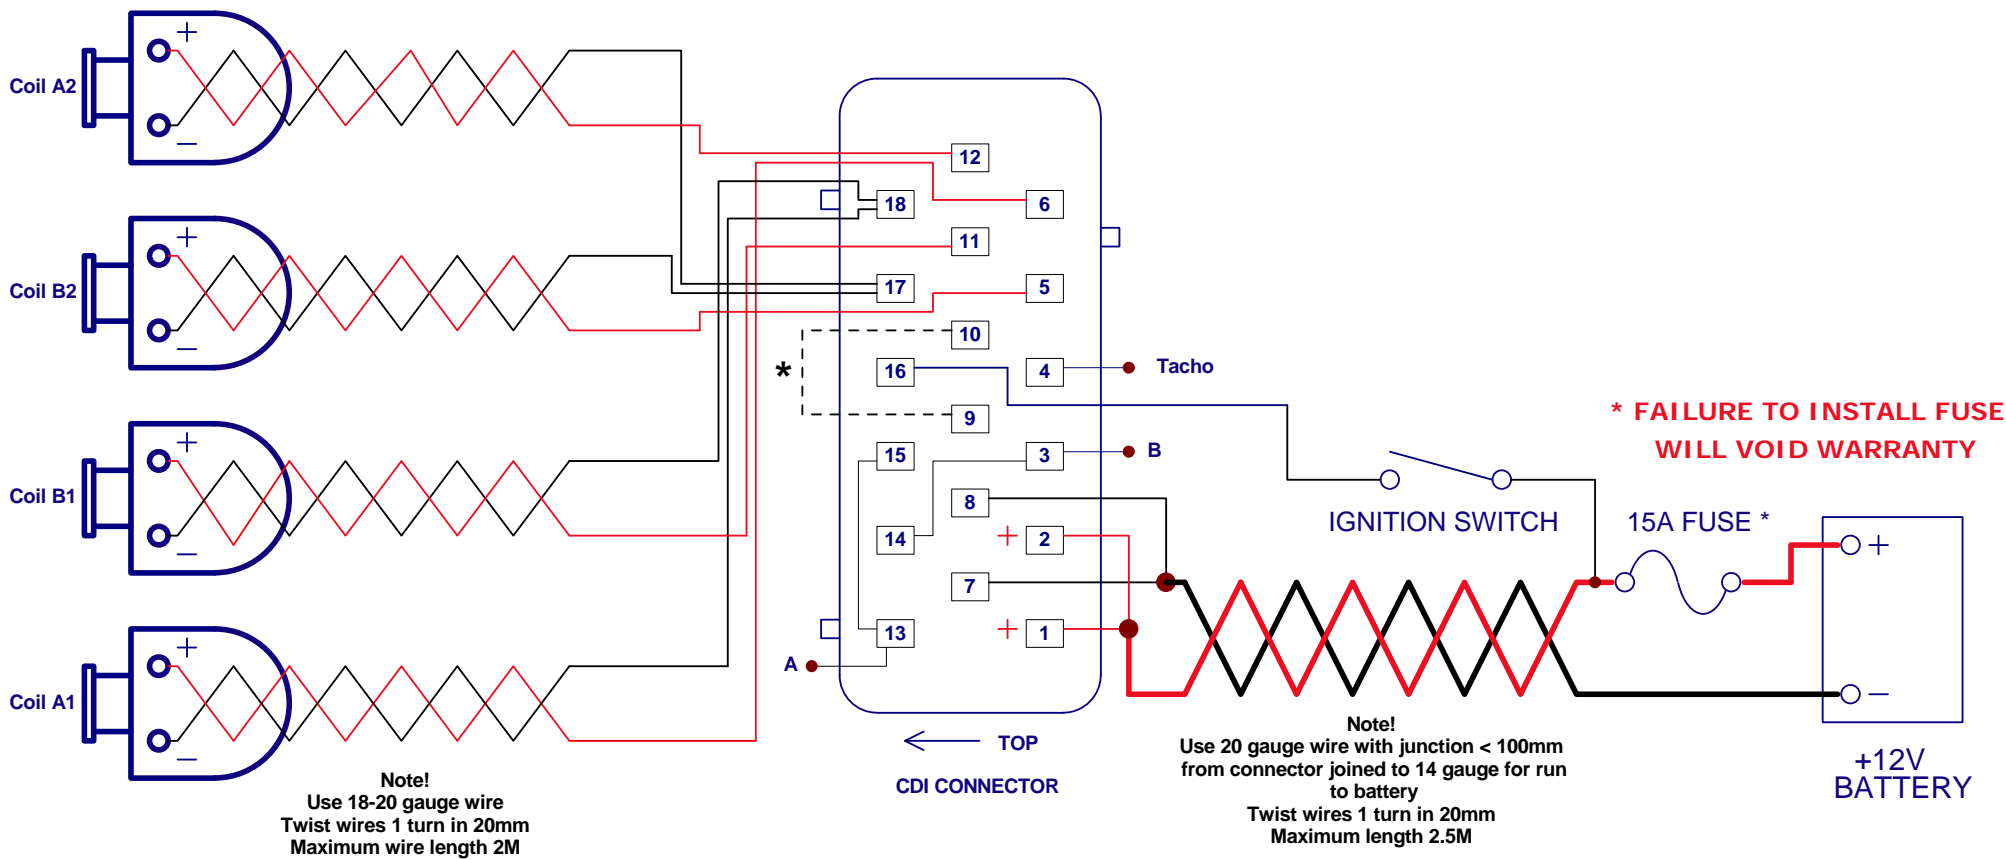 Coil A2
+
–
Coil B2
+
–
Coil B1
+
–
Coil A1
+
–
Note!
Use 18-20 gauge wire
Twist wires 1 turn in 20mm
Maximum wire length 2M
12
18
6
11
17
5
10
*
16
4
Tacho
9
15
3
B
8
14
+ 2
7
13
+ 1
A
TOP
CDI CONNECTOR
* FAILURE TO INSTALL FUSE
WILL VOID WARRANTY
IGNITION SWITCH
15A FUSE *
+
–
+12V
BATTERY
Note!
Use 20 gauge wire with junction < 100mm
from connector joined to 14 gauge for run
to battery
Twist wires 1 turn in 20mm
Maximum length 2.5M